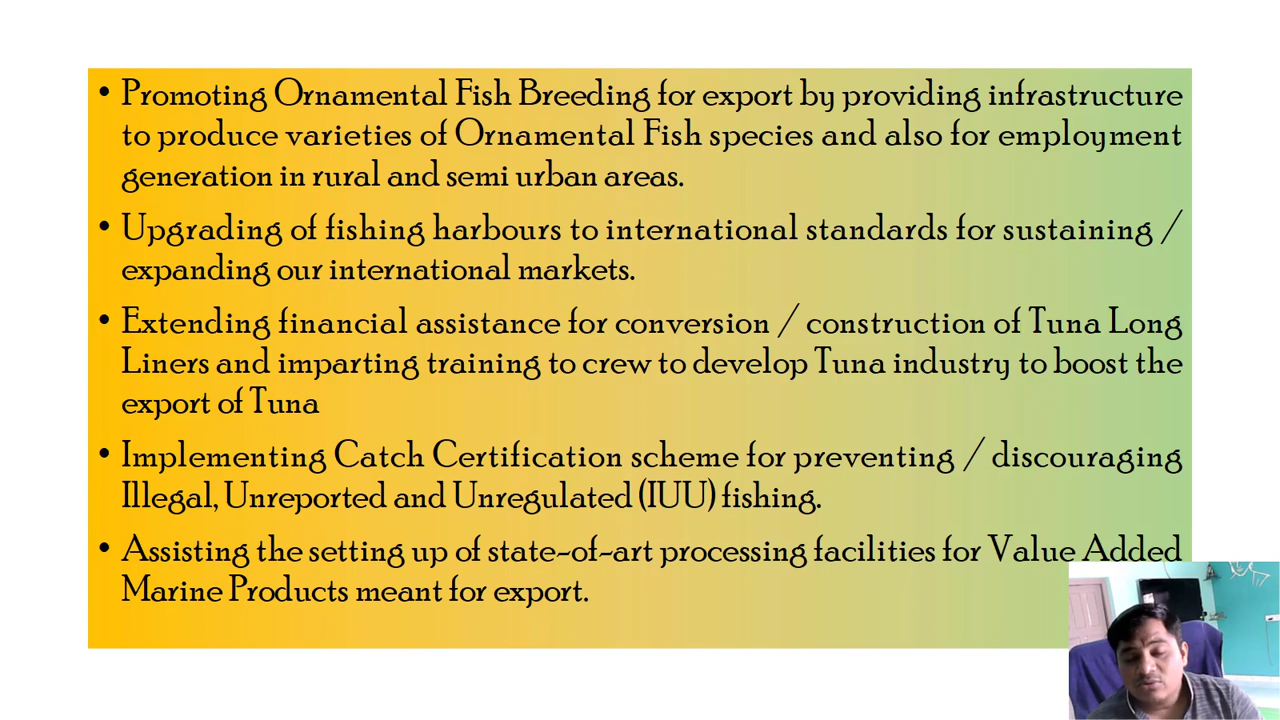 • Promoting Ornamental Fish Breeding for export by providing infrastructure
to produce varieties of Ornamental Fish species and also for employment
generation in rural and semi urban areas.
• Upgrading of fishing harbours to international standards for sustaining /
expanding our international markets.
• Extending financial assistance for conversion / construction of Tuna Long
Liners and imparting training to crew to develop Tuna industry to boost the
export of Tuna
• Implementing Catch Certification scheme for preventing / discouraging
Illegal, Unreported and Unregulated (IUU) fishing.
• Assisting the setting up of state-of-art processing facilities for Value Added
Marine Products meant for export.